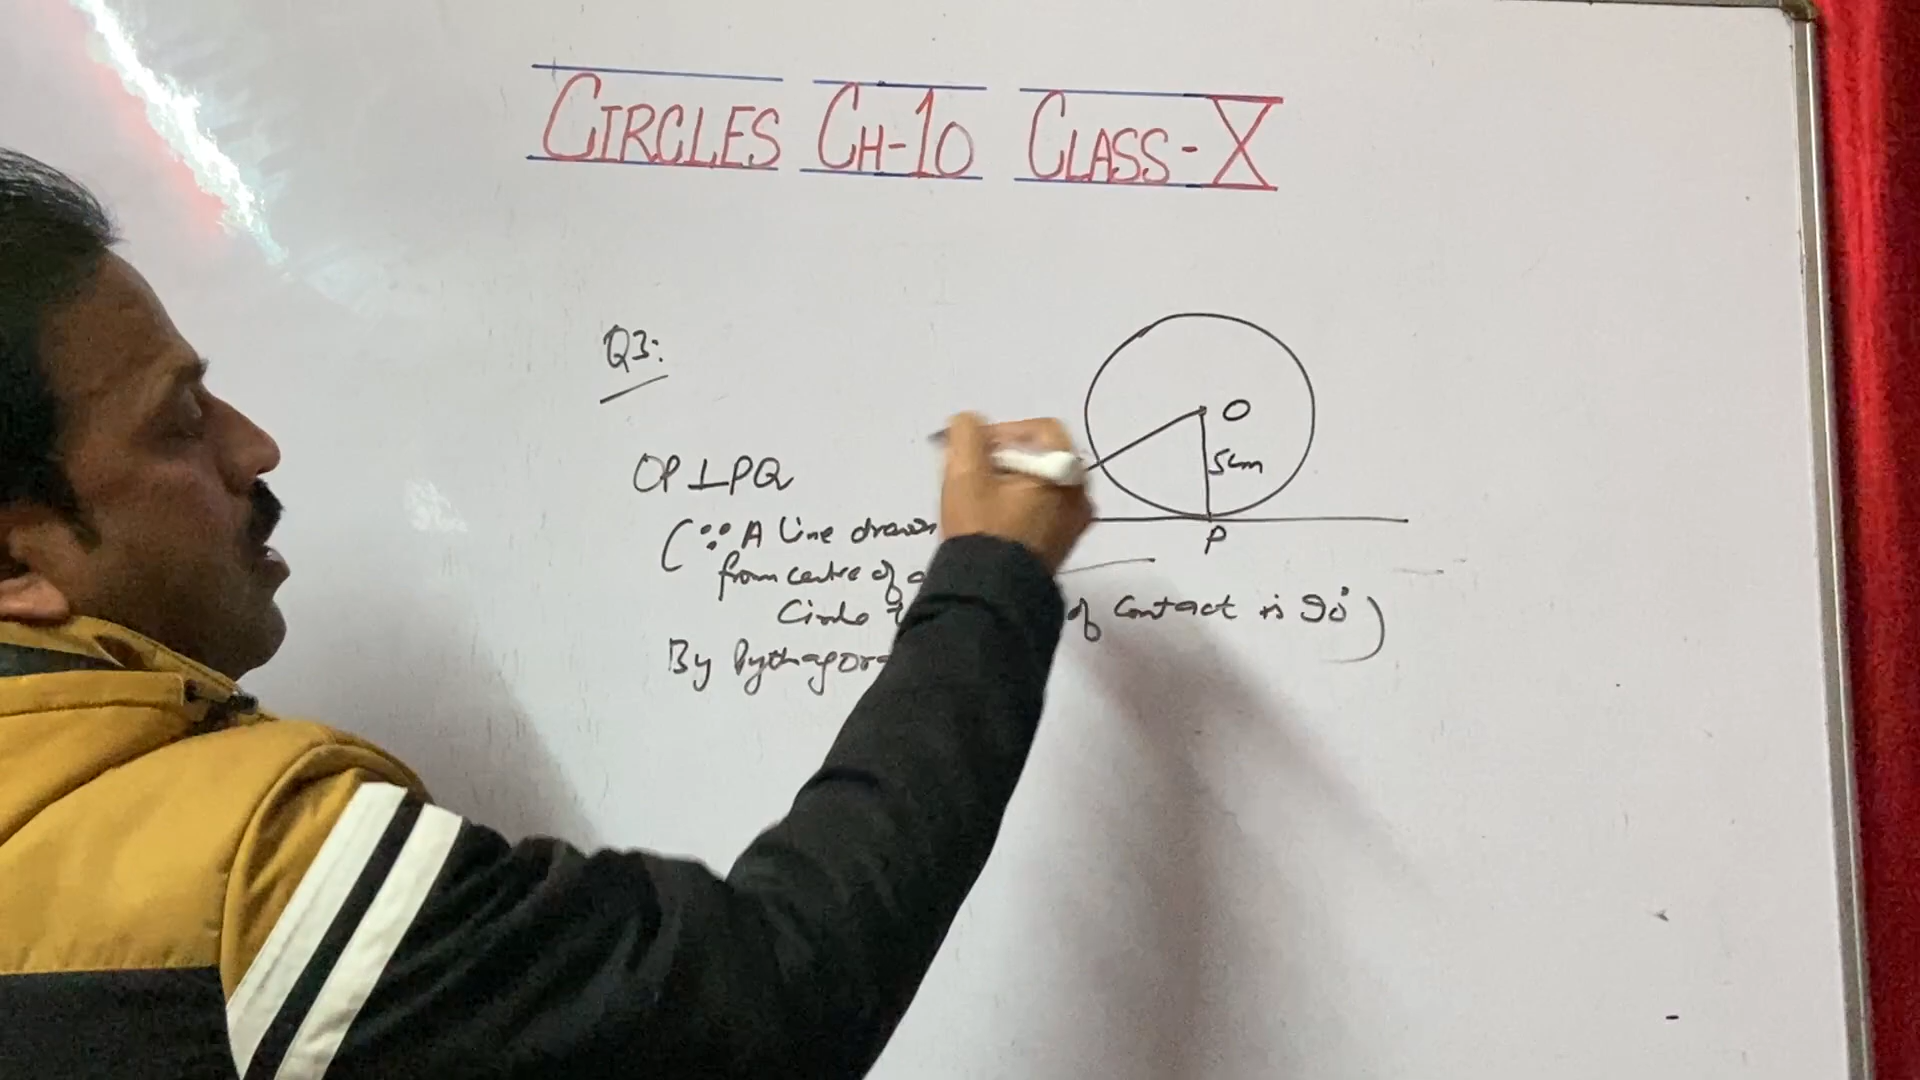 CIRCLES CH-10 CLASS-X
Q3:
O
5cm
OP⊥PQ
P
(∵ A line drawn
from centre of a
Circle of Contact is 90°)
By Pythagor